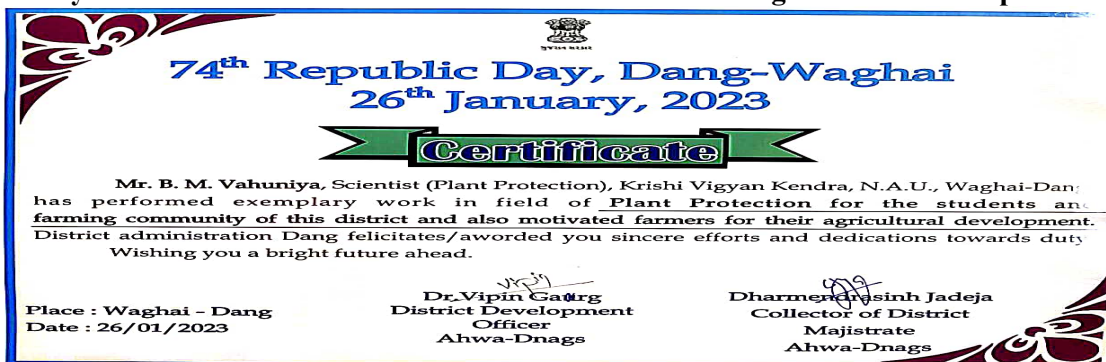 74th Republic Day, Dang-Waghai
26th January, 2023
Certificate
Mr. B. M. Vahuniya, Scientist (Plant Protection), Krishi Vigyan Kendra, N.A.U., Waghai-Dang
has performed exemplary work in field of Plant Protection for the students and
farming community of this district and also motivated farmers for their agricultural development.
District administration Dang felicitates/aworded you sincere efforts and dedications towards duty
Wishing you a bright future ahead.
Place : Waghai - Dang
Date : 26/01/2023
Dr.Vipin Gaurg
District Development
Officer
Ahwa-Dnags
Dharmendrasinh Jadeja
Collector of District
Majistrate
Ahwa-Dnags